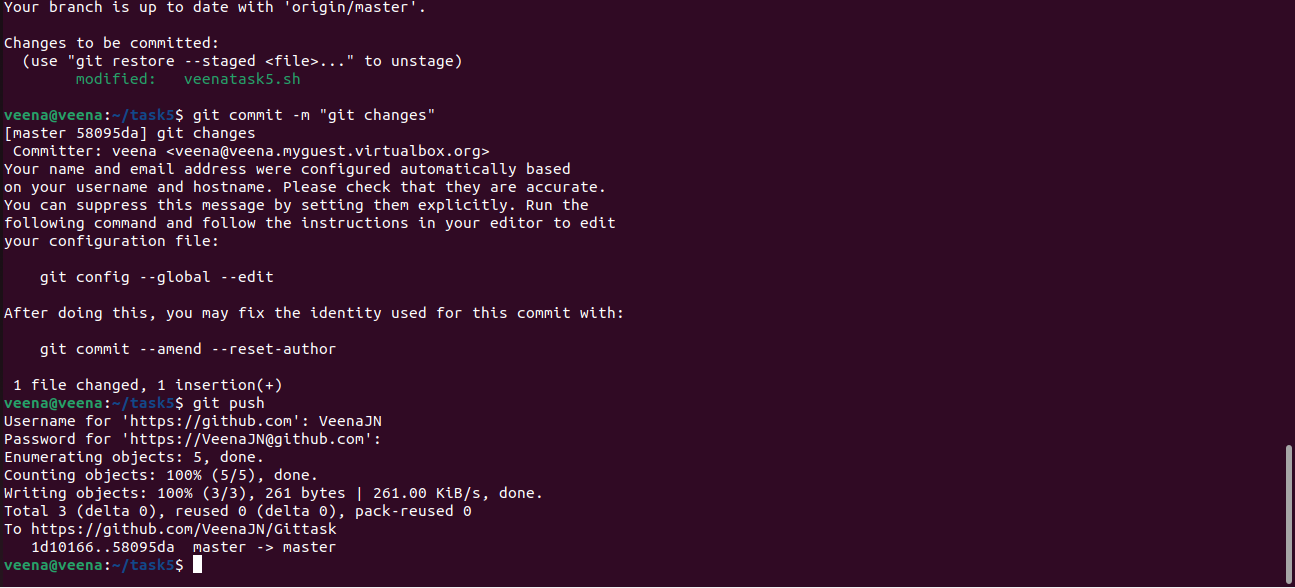 Your branch is up to date with 'origin/master'.
Changes to be committed:
  (use "git restore --staged <file>..." to unstage)
        modified:   veenatask5.sh
veena@veena:~/task5$ git commit -m "git changes"
[master 58095da] git changes
 Committer: veena <veena@veena.myguest.virtualbox.org>
Your name and email address were configured automatically based
on your username and hostname. Please check that they are accurate.
You can suppress this message by setting them explicitly. Run the
following command and follow the instructions in your editor to edit
your configuration file:
    git config --global --edit
After doing this, you may fix the identity used for this commit with:
    git commit --amend --reset-author
 1 file changed, 1 insertion(+)
veena@veena:~/task5$ git push
Username for 'https://github.com': VeenaJN
Password for 'https://VeenaJN@github.com':
Enumerating objects: 5, done.
Counting objects: 100% (5/5), done.
Writing objects: 100% (3/3), 261 bytes | 261.00 KiB/s, done.
Total 3 (delta 0), reused 0 (delta 0), pack-reused 0
To https://github.com/VeenaJN/Gittask
   1d10166..58095da  master -> master
veena@veena:~/task5$